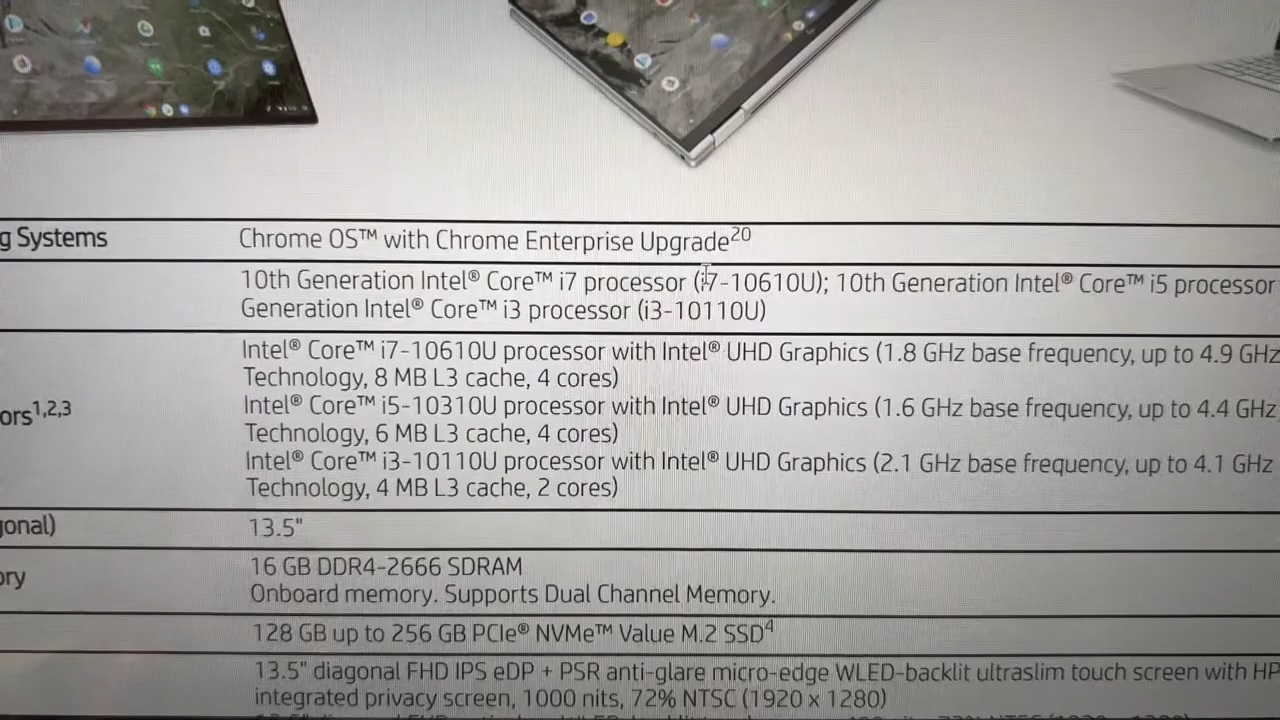 g Systems
Chrome OS™ with Chrome Enterprise Upgrade20
10th Generation Intel® Core™ i7 processor (i7-10610U); 10th Generation Intel® Core™ i5 processor
Generation Intel® Core™ i3 processor (i3-10110U)
ors1,2,3
Intel® Core™ i7-10610U processor with Intel® UHD Graphics (1.8 GHz base frequency, up to 4.9 GHz
Technology, 8 MB L3 cache, 4 cores)
Intel® Core™ i5-10310U processor with Intel® UHD Graphics (1.6 GHz base frequency, up to 4.4 GHz
Technology, 6 MB L3 cache, 4 cores)
Intel® Core™ i3-10110U processor with Intel® UHD Graphics (2.1 GHz base frequency, up to 4.1 GHz
Technology, 4 MB L3 cache, 2 cores)
gonal)
13.5"
ory
16 GB DDR4-2666 SDRAM
Onboard memory. Supports Dual Channel Memory.
128 GB up to 256 GB PCIe® NVMe™ Value M.2 SSD4
13.5" diagonal FHD IPS eDP + PSR anti-glare micro-edge WLED-backlit ultraslim touch screen with HP
integrated privacy screen, 1000 nits, 72% NTSC (1920 x 1280)